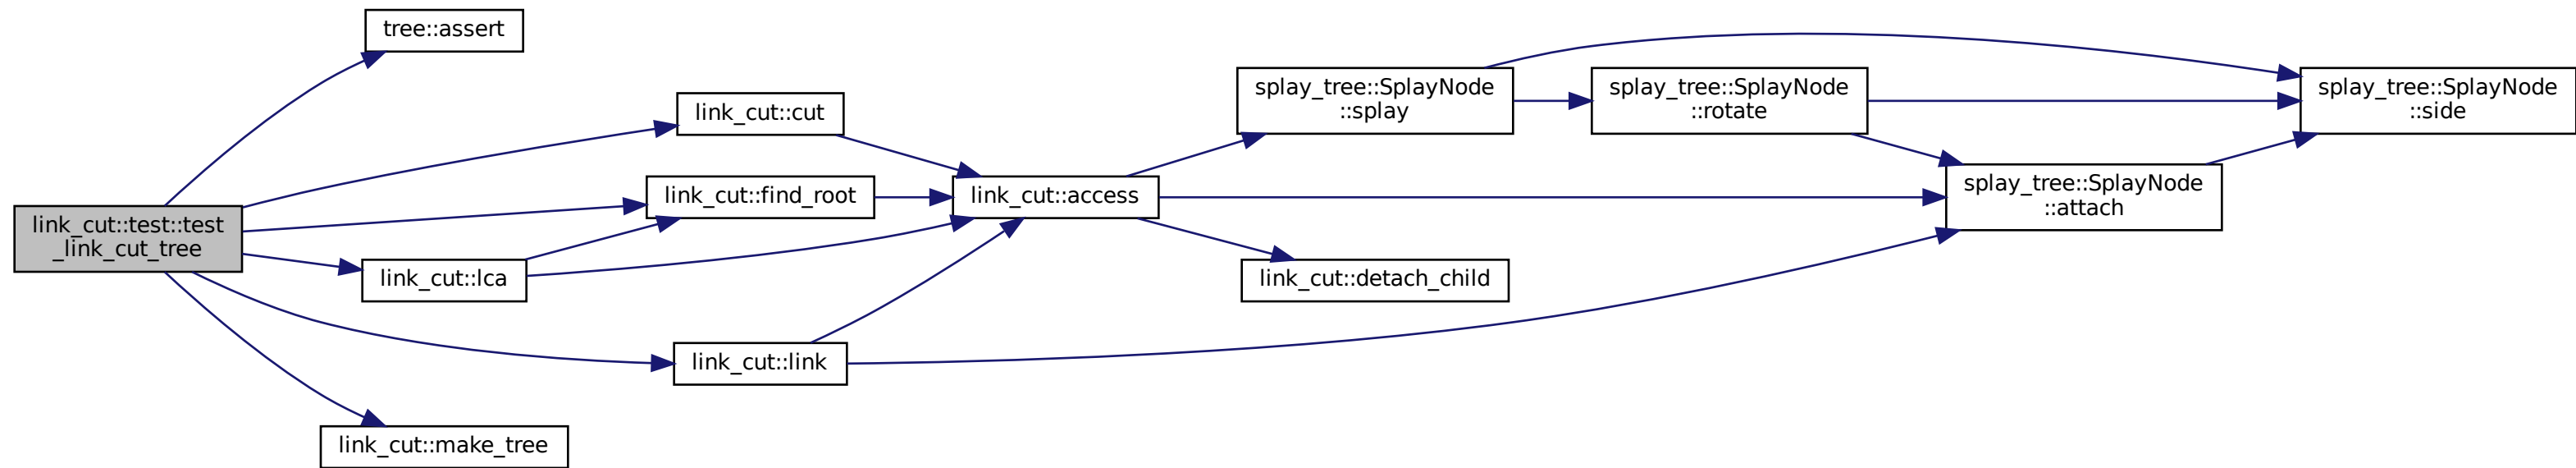 tree::assert
link_cut::test::test
_link_cut_tree
link_cut::cut
link_cut::find_root
link_cut::lca
link_cut::link
link_cut::make_tree
link_cut::access
splay_tree::SplayNode
::splay
link_cut::detach_child
splay_tree::SplayNode
::rotate
splay_tree::SplayNode
::attach
splay_tree::SplayNode
::side